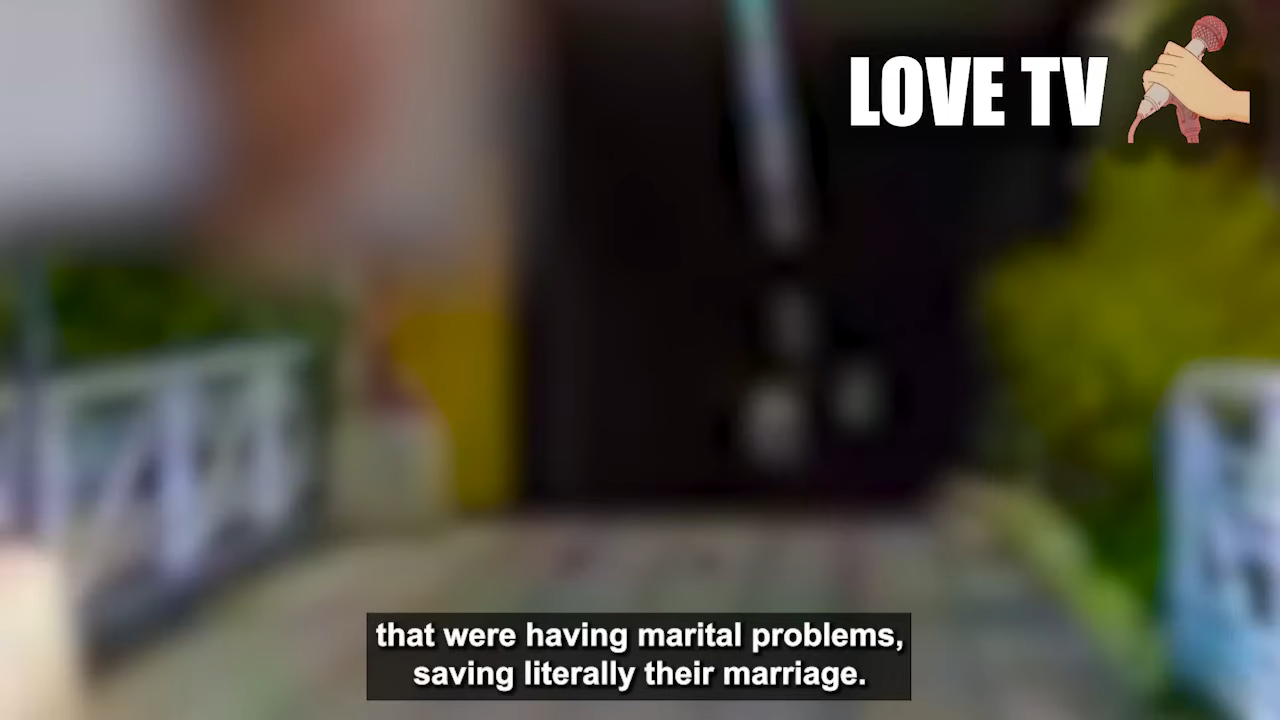 LOVE TV
that were having marital problems,
saving literally their marriage.